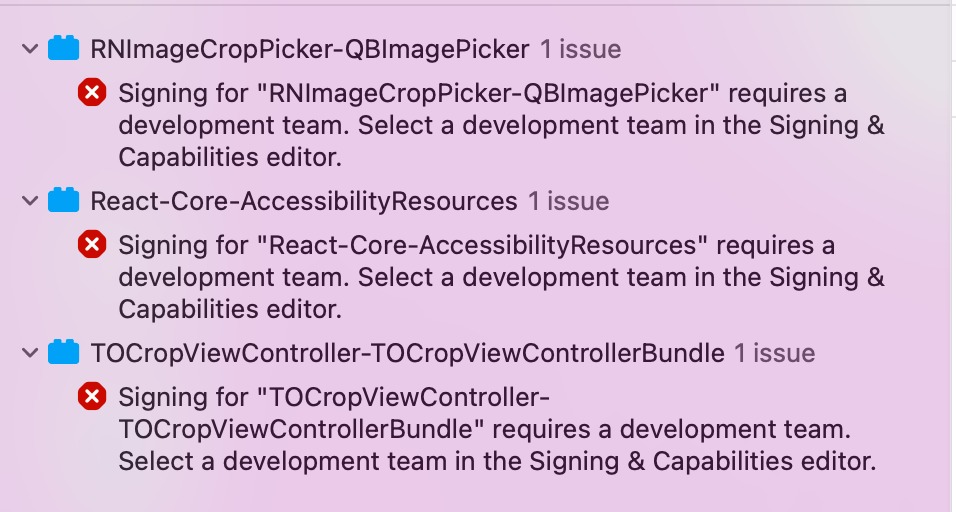 RNImageCropPicker-QBImagePicker 1 issue
Signing for "RNImageCropPicker-QBImagePicker" requires a
development team. Select a development team in the Signing &
Capabilities editor.
React-Core-AccessibilityResources 1 issue
Signing for "React-Core-AccessibilityResources" requires a
development team. Select a development team in the Signing &
Capabilities editor.
TOCropViewController-TOCropViewControllerBundle 1 issue
Signing for "TOCropViewController-
TOCropViewControllerBundle" requires a development team.
Select a development team in the Signing & Capabilities editor.